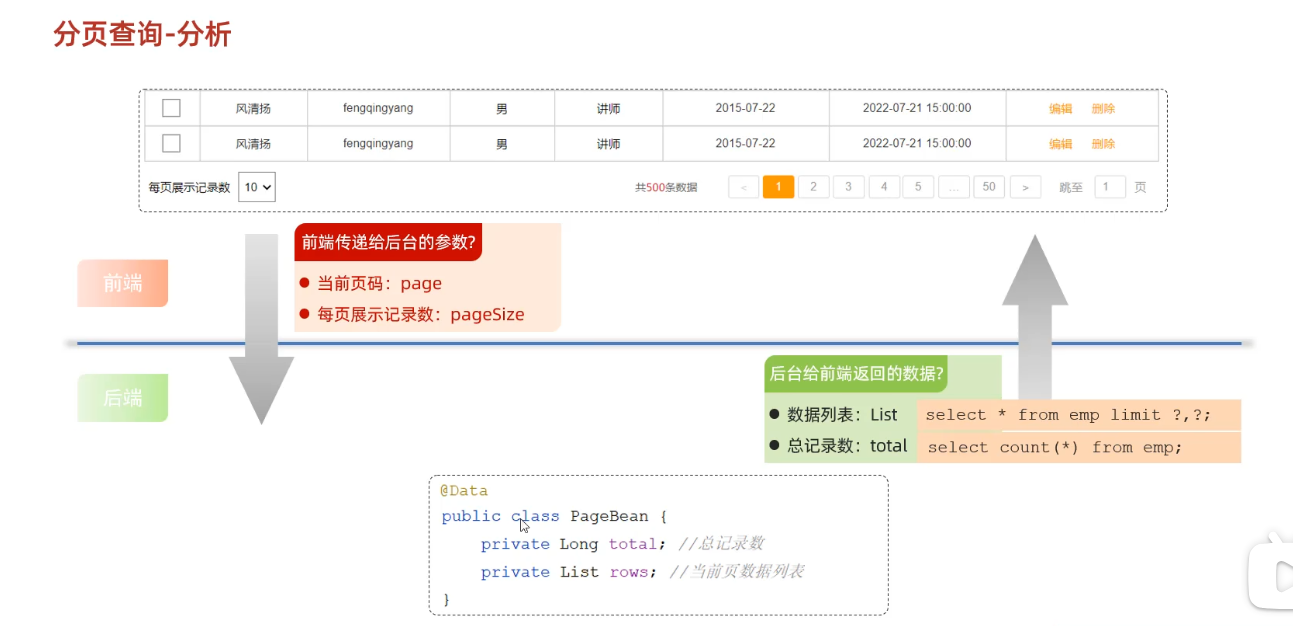 分页查询-分析
风清扬 fengqingyang 男 讲师 2015-07-22 2022-07-21 15:00:00 编辑 删除
风清扬 fengqingyang 男 讲师 2015-07-22 2022-07-21 15:00:00 编辑 删除
每页展示记录数 10 共500条数据 < 1 2 3 4 5 ... 50 > 跳至 1 页
前端传递给后台的参数?
前端
当前页码：page
每页展示记录数：pageSize
后端
后台给前端返回的数据?
数据列表：List select * from emp limit ?,?;
总记录数：total select count(*) from emp;
@Data
public class PageBean {
private Long total; //总记录数
private List rows; //当前页数据列表
}